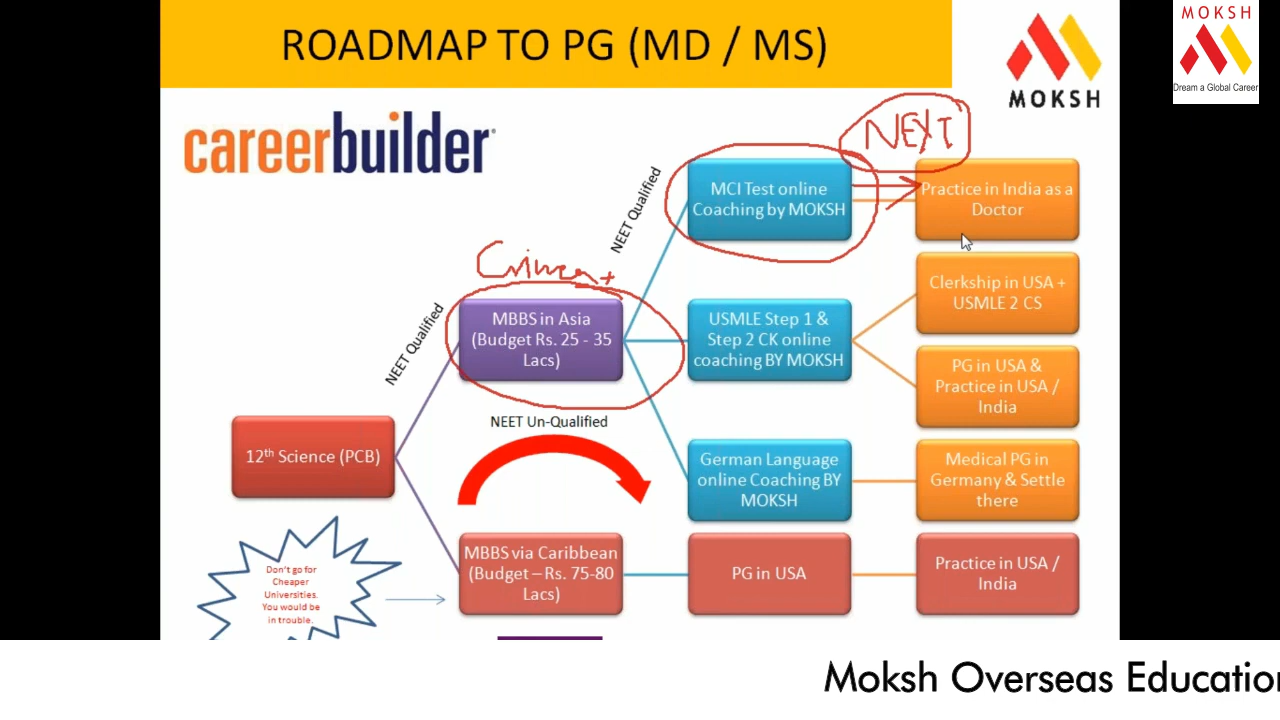 ROADMAP TO PG (MD / MS)
MOKSH
MOKSH
Dream a Global Career
careerbuilder
NEXT
NEET Qualified
MCI Test online
Coaching by MOKSH
Practice in India as a
Doctor
Crimea
NEET Qualified
MBBS in Asia
(Budget Rs. 25 - 35
Lacs)
USMLE Step 1 &
Step 2 CK online
coaching BY MOKSH
Clerkship in USA +
USMLE 2 CS
PG in USA &
Practice in USA /
India
NEET Un-Qualified
12th Science (PCB)
German Language
online Coaching BY
MOKSH
Medical PG in
Germany & Settle
there
MBBS via Caribbean
(Budget – Rs. 75-80
Lacs)
PG in USA
Practice in USA /
India
Don't go for
Cheaper
Universities.
You would be
in trouble.
Moksh Overseas Education